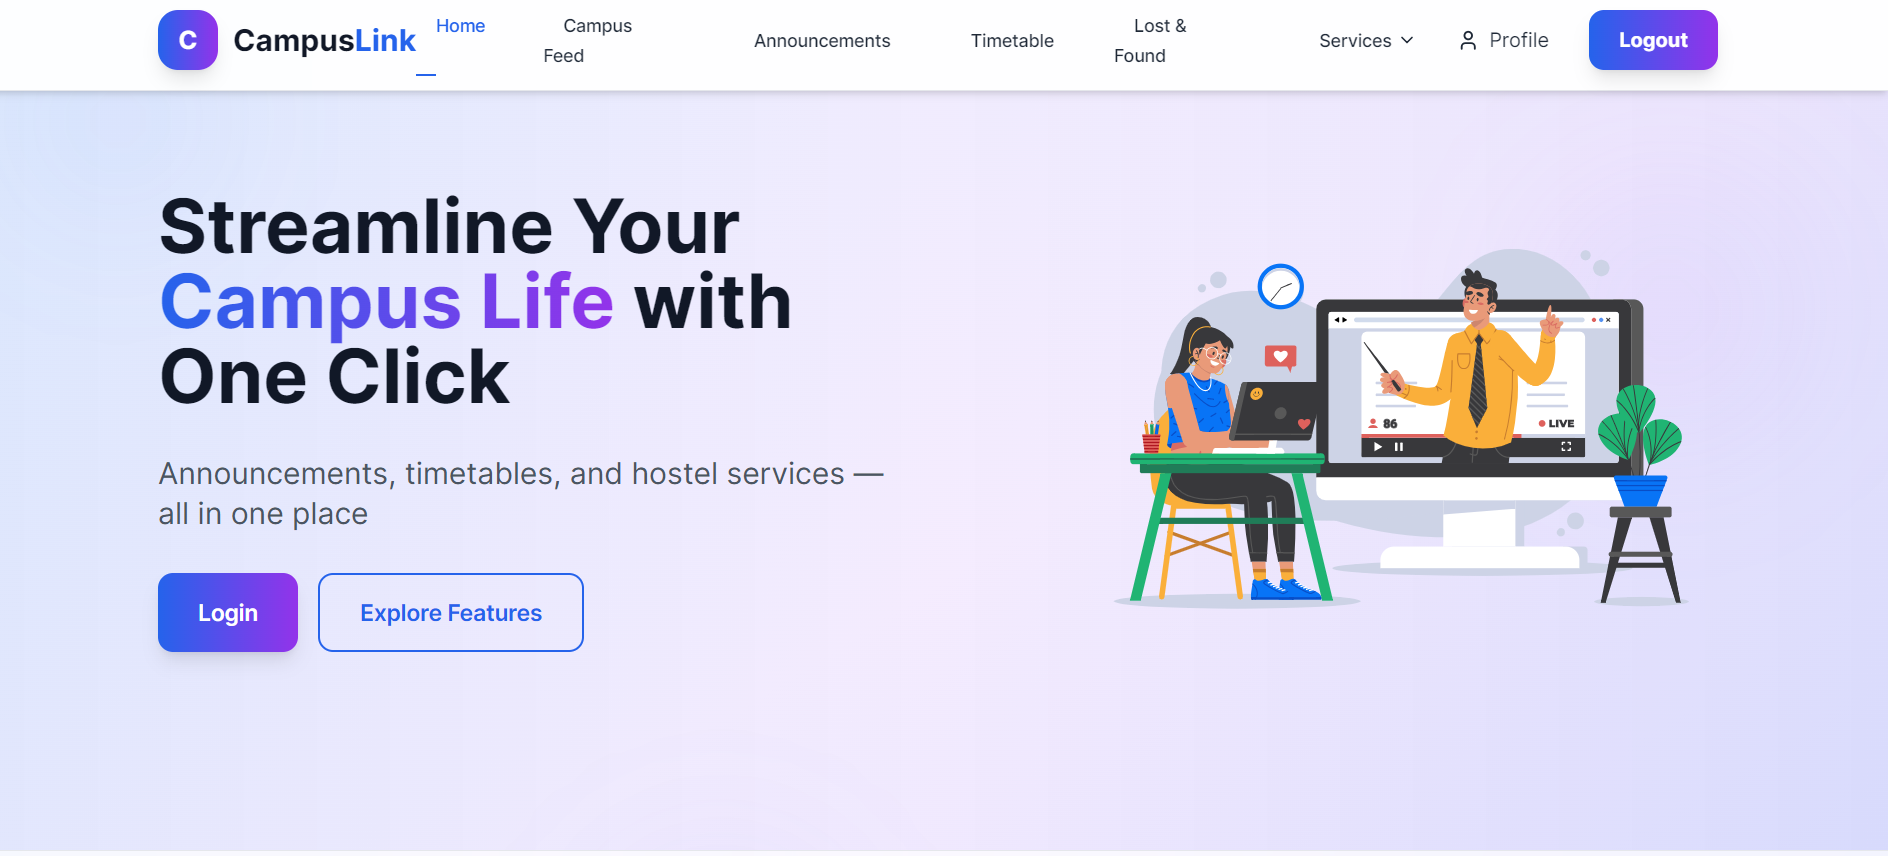 C
CampusLink
Home
Campus
Feed
Announcements
Timetable
Lost &
Found
Services
Profile
Logout
Streamline Your
Campus Life with
One Click
Announcements, timetables, and hostel services —
all in one place
Login
Explore Features
86
LIVE